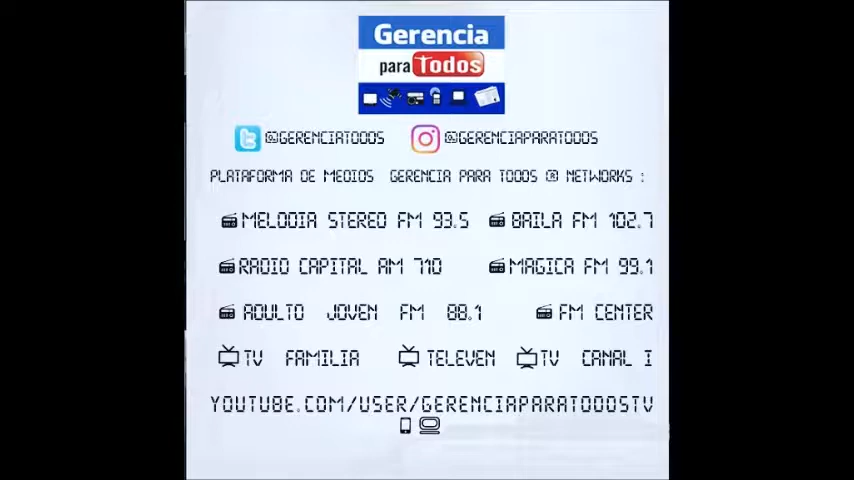 Gerencia
para Todos
@GERENCIATODOS @GERENCIAPARATODOS
PLATAFORMA DE MEDIOS GERENCIA PARA TODOS ® NETWORKS :
MELODIA STEREO FM 93.5 BAILA FM 102.7
RADIO CAPITAL AM 710 MAGICA FM 99.1
ADULTO JOVEN FM 88.1 FM CENTER
TV FAMILIA TELEVEN TV CANAL I
YOUTUBE.COM/USER/GERENCIAPARATODOSTV